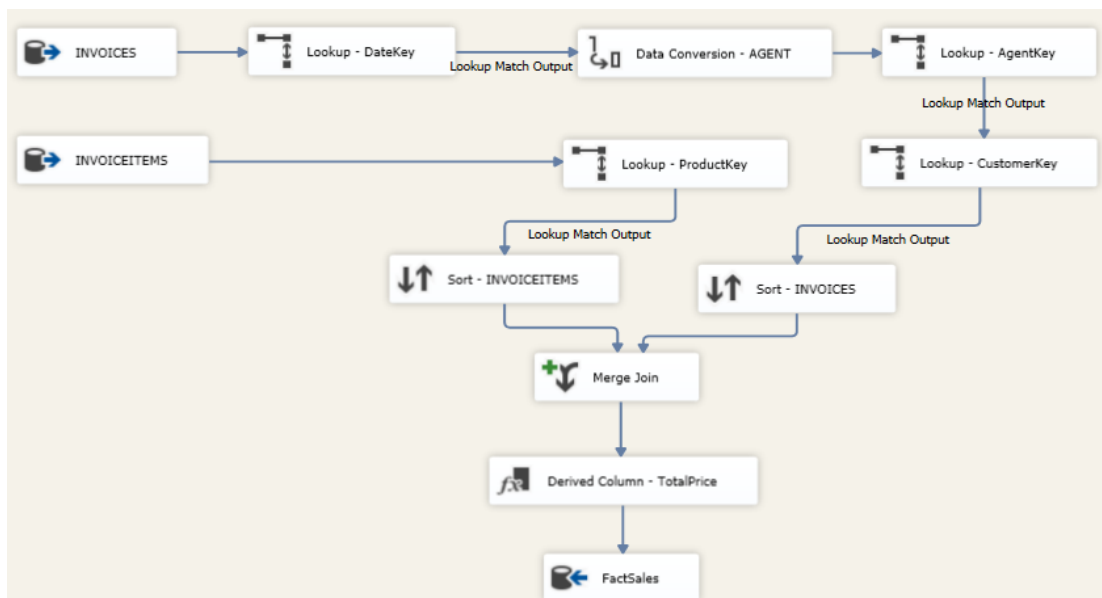 INVOICES
Lookup - DateKey
Lookup Match Output
Data Conversion - AGENT
Lookup - AgentKey
Lookup Match Output
INVOICEITEMS
Lookup - ProductKey
Lookup - CustomerKey
Lookup Match Output
Lookup Match Output
Sort - INVOICEITEMS
Sort - INVOICES
Merge Join
Derived Column - TotalPrice
FactSales